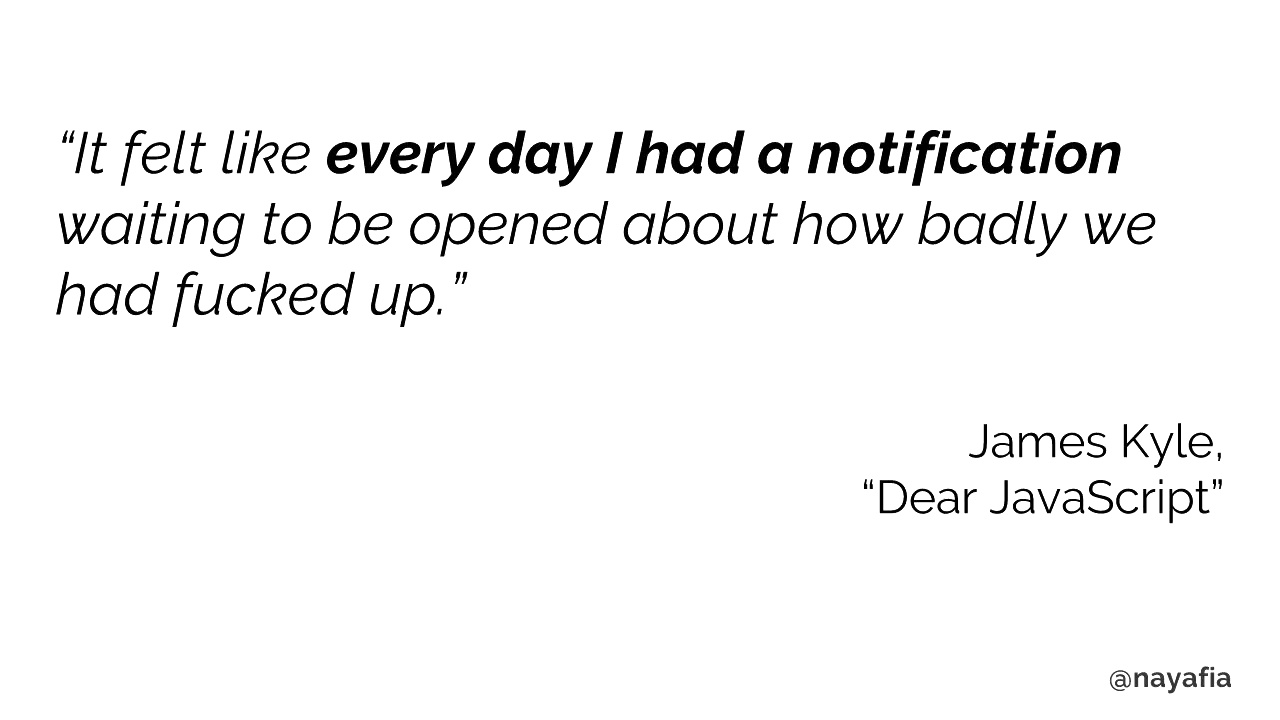 “It felt like every day I had a notification
waiting to be opened about how badly we
had fucked up.”
James Kyle,
“Dear JavaScript”
@nayafia